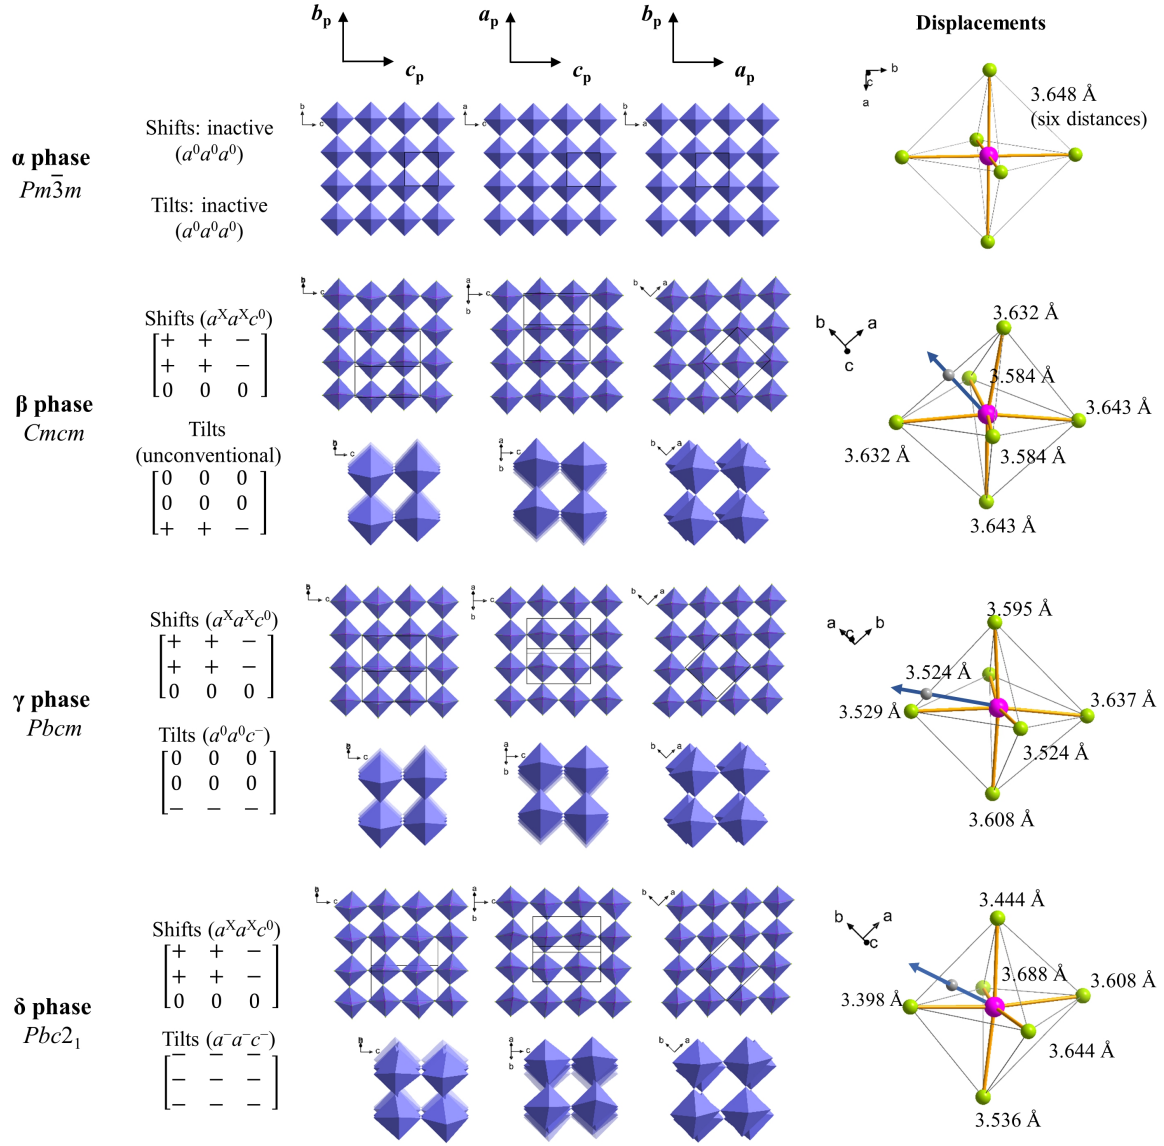 b_p
a_p
b_p
Displacements
c_p
c_p
a_p
b
c
a
c
b
a
b
c
a
α phase
Pm3̅m
Shifts: inactive
(a⁰a⁰a⁰)
Tilts: inactive
(a⁰a⁰a⁰)
3.648 Å
(six distances)
β phase
Cmcm
Shifts (aˣaˣc⁰)
+ + −
+ + −
0 0 0
Tilts
(unconventional)
0 0 0
0 0 0
+ + −
c
a
c
b
b
a
c
a
c
b
b
a
b
a
c
3.632 Å
3.584 Å
3.643 Å
3.632 Å
3.584 Å
3.643 Å
γ phase
Pbcm
Shifts (aˣaˣc⁰)
+ + −
+ + −
0 0 0
Tilts (a⁰a⁰c⁻)
0 0 0
0 0 0
− − −
c
a
c
b
b
a
c
a
c
b
b
a
a
c
b
3.595 Å
3.524 Å
3.637 Å
3.529 Å
3.524 Å
3.608 Å
δ phase
Pbc2₁
Shifts (aˣaˣc⁰)
+ + −
+ + −
0 0 0
Tilts (a⁻a⁻c⁻)
− − −
− − −
− − −
c
a
c
b
b
a
c
a
c
b
b
a
b
a
c
3.444 Å
3.688 Å
3.608 Å
3.398 Å
3.644 Å
3.536 Å